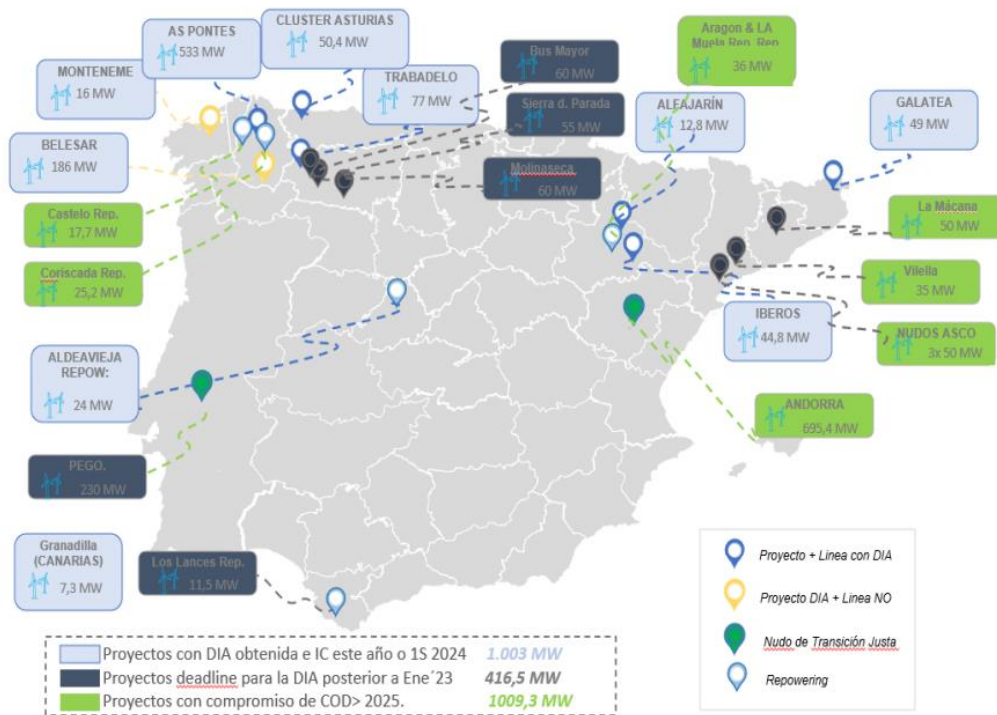 CLUSTER ASTURIAS
50,4 MW
AS PONTES
533 MW
MONTENEME
16 MW
TRABADELO
77 MW
Bus Mayor
60 MW
Aragon & LA
Muela Rep. Rep
36 MW
Sierra d. Parada
55 MW
ALFAJARÍN
12,8 MW
GALATEA
49 MW
BELESAR
186 MW
Molinaseca
60 MW
Castelo Rep.
17,7 MW
La Mácana
50 MW
Coriscada Rep.
25,2 MW
Vilella
35 MW
IBEROS
44,8 MW
NUDOS ASCO
3x 50 MW
ALDEAVIEJA
REPOW:
24 MW
ANDORRA
695,4 MW
PEGO.
230 MW
Granadilla
(CANARIAS)
7,3 MW
Los Lances Rep.
11,5 MW
Proyecto + Linea con DIA
Proyecto DIA + Linea NO
Nudo de Transición Justa
Repowering
Proyectos con DIA obtenida e IC este año o 1S 2024 1.003 MW
Proyectos deadline para la DIA posterior a Ene´23 416,5 MW
Proyectos con compromiso de COD> 2025. 1009,3 MW